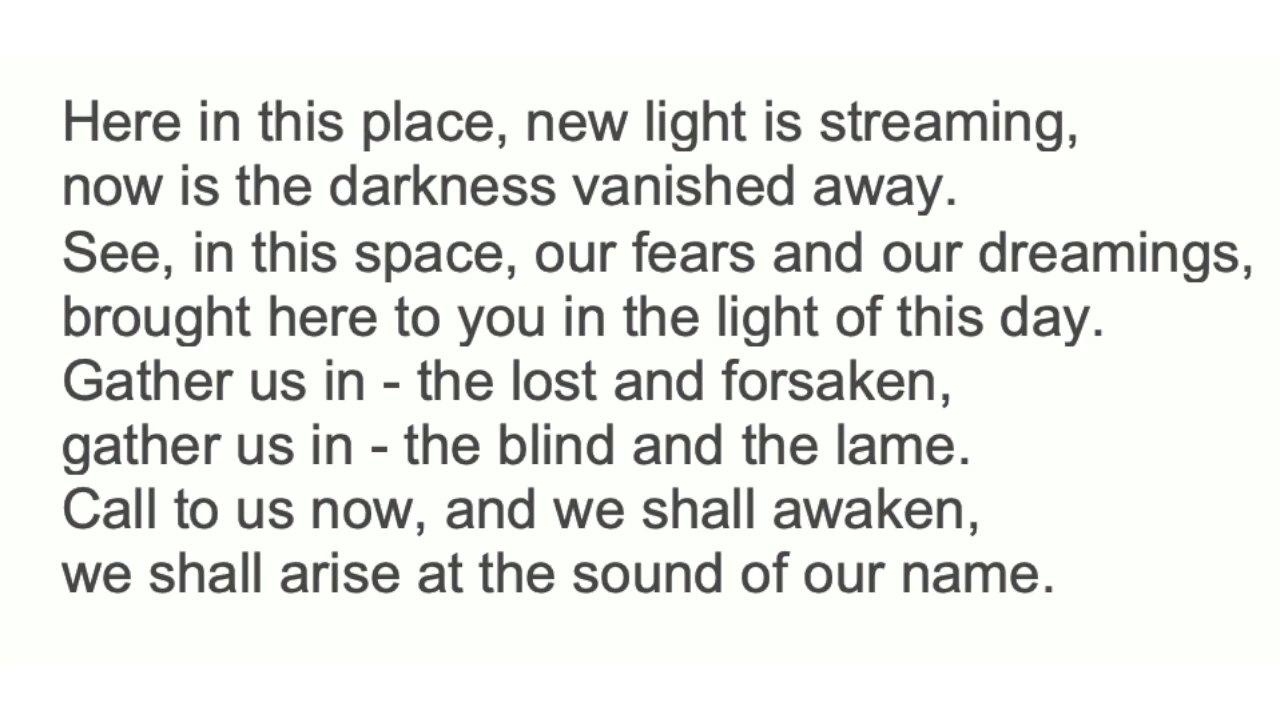 Here in this place, new light is streaming,
now is the darkness vanished away.
See, in this space, our fears and our dreamings,
brought here to you in the light of this day.
Gather us in - the lost and forsaken,
gather us in - the blind and the lame.
Call to us now, and we shall awaken,
we shall arise at the sound of our name.